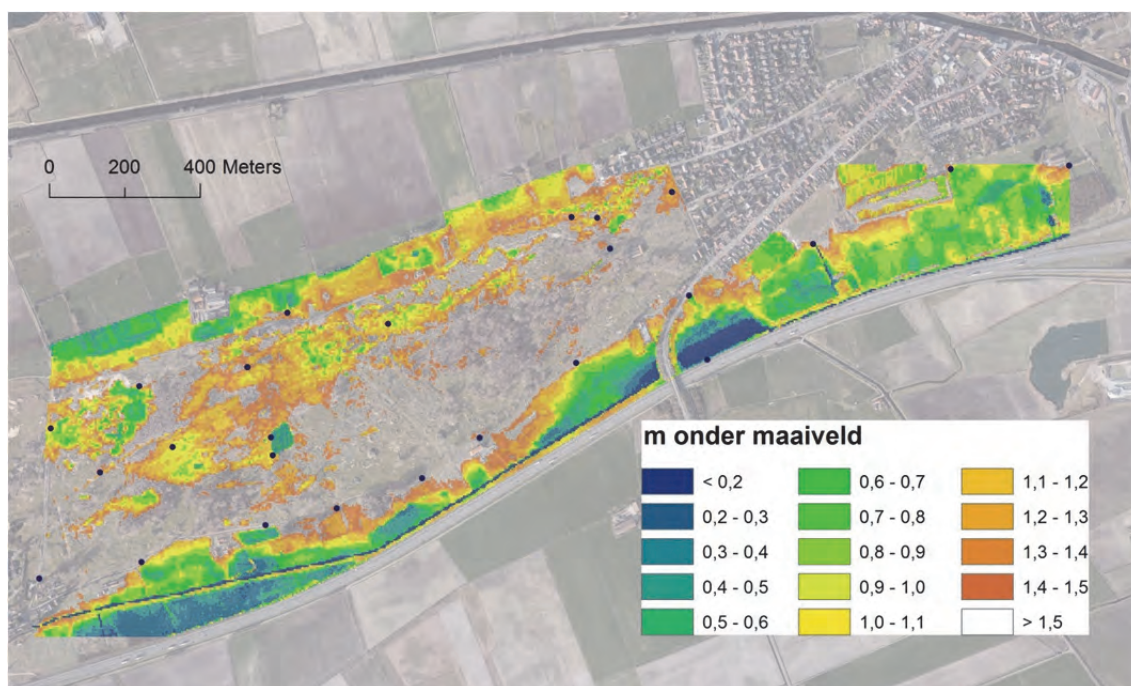 0 200 400 Meters
m onder maaiveld
< 0,2
0,2 - 0,3
0,3 - 0,4
0,4 - 0,5
0,5 - 0,6
0,6 - 0,7
0,7 - 0,8
0,8 - 0,9
0,9 - 1,0
1,0 - 1,1
1,1 - 1,2
1,2 - 1,3
1,3 - 1,4
1,4 - 1,5
> 1,5